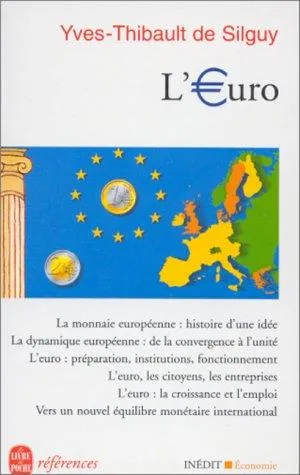 Yves-Thibault de Silguy
L'€uro
1
2
La monnaie européenne : histoire d'une idée
La dynamique européenne : de la convergence à l'unité
L'euro : préparation, institutions, fonctionnement
L'euro, les citoyens, les entreprises
L'euro : la croissance et l'emploi
Vers un nouvel équilibre monétaire international
LE LIVRE DE POCHE
références
INÉDIT Économie